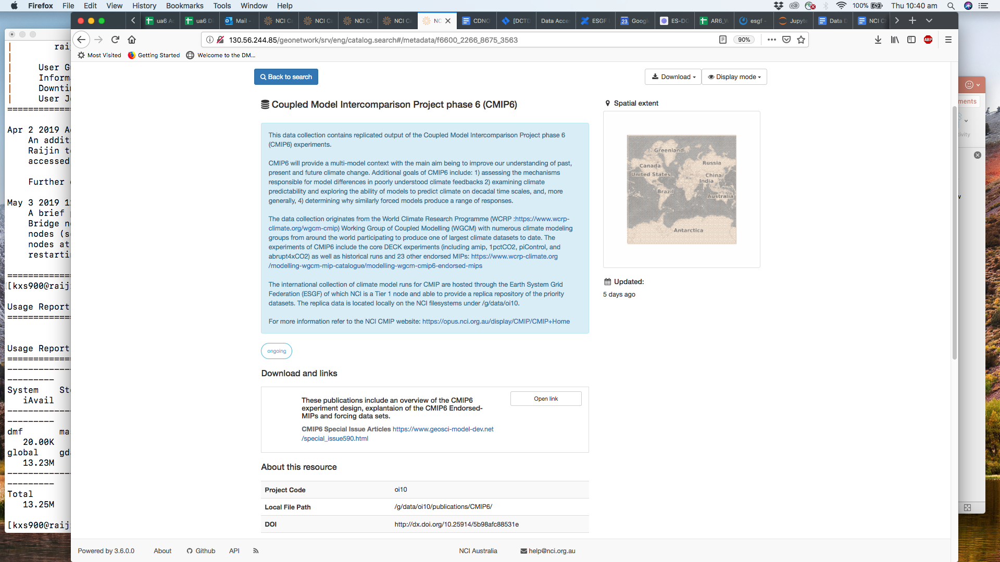 Firefox File Edit View History Bookmarks Tools Window Help 100% Thu 10:40 am
ua6 A ua6 D Mail - NCI C NCI C NCI C NCI C NC CDNO [DCTD Data Acce ESGF 23 Googl ES-DO AR6_W esgf - Jupyte Data D NCI C
130.56.244.85/geonetwork/srv/eng/catalog.search#/metadata/f6600_2266_8675_3563 90% ABP
Most Visited Getting Started Welcome to the DM...
Back to search Download Display mode
Coupled Model Intercomparison Project phase 6 (CMIP6)
This data collection contains replicated output of the Coupled Model Intercomparison Project phase 6
(CMIP6) experiments.
CMIP6 will provide a multi-model context with the main aim being to improve our understanding of past,
present and future climate change. Additional goals of CMIP6 include: 1) assessing the mechanisms
responsible for model differences in poorly understood climate feedbacks 2) examining climate
predictability and exploring the ability of models to predict climate on decadal time scales, and, more
generally, 4) determining why similarly forced models produce a range of responses.
The data collection originates from the World Climate Research Programme (WCRP :https://www.wcrp-
climate.org/wgcm-cmip) Working Group of Coupled Modelling (WGCM) with numerous climate modeling
groups from around the world participating to produce one of largest climate datasets to date. The
experiments of CMIP6 include the core DECK experiments (including amip, 1pctCO2, piControl, and
abrupt4xCO2) as well as historical runs and 23 other endorsed MIPs: https://www.wcrp-climate.org
/modelling-wgcm-mip-catalogue/modelling-wgcm-cmip6-endorsed-mips
The international collection of climate model runs for CMIP are hosted through the Earth System Grid
Federation (ESGF) of which NCI is a Tier 1 node and able to provide a replica repository of the priority
datasets. The replica data is located locally on the NCI filesystems under /g/data/oi10.
For more information refer to the NCI CMIP website: https://opus.nci.org.au/display/CMIP/CMIP+Home
ongoing
Download and links
These publications include an overview of the CMIP6
experiment design, explantaion of the CMIP6 Endorsed-
MIPs and forcing data sets.
CMIP6 Special Issue Articles https://www.geosci-model-dev.net
/special_issue590.html
Open link
About this resource
Project Code oi10
Local File Path /g/data/oi10/publications/CMIP6/
DOI http://dx.doi.org/10.25914/5b98afc88531e
Spatial extent
Greenland
Canada
Russia
United States
China
India
Brazil
Australia
Antarctica
Updated:
5 days ago
Powered by 3.6.0.0 About Github API NCI Australia help@nci.org.au
| raij
|
| User G
| Inform
| Downti
| User J
=============
Apr 2 2019 A
An addit
Raijin t
accessed
Further
May 3 2019 1
A brief
Bridge n
nodes (s
nodes at
restarti
=============
[kxs900@raij
Usage Report
=============
Usage Report
=============
-------------
---------
System St
iAvail
-------------
---------
dmf ma
20.00K
global gd
13.23M
-------------
---------
Total
13.25M
[kxs900@raij
ments
tivity